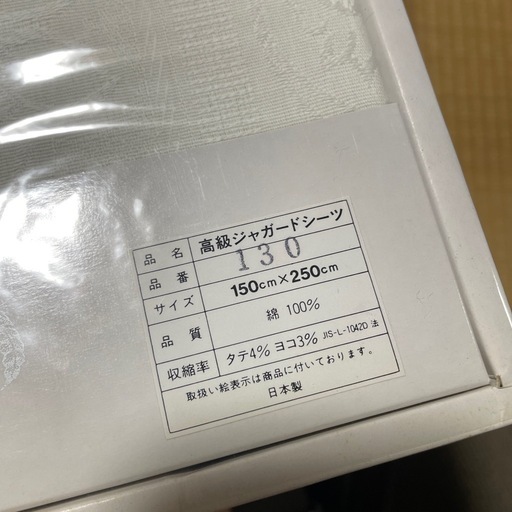 品名 高級ジャガードシーツ
品番 130
サイズ 150cm×250cm
品質 綿 100%
収縮率 タテ4% ヨコ3% JIS-L-1042D 法
取扱い絵表示は商品に付いております。
日本製